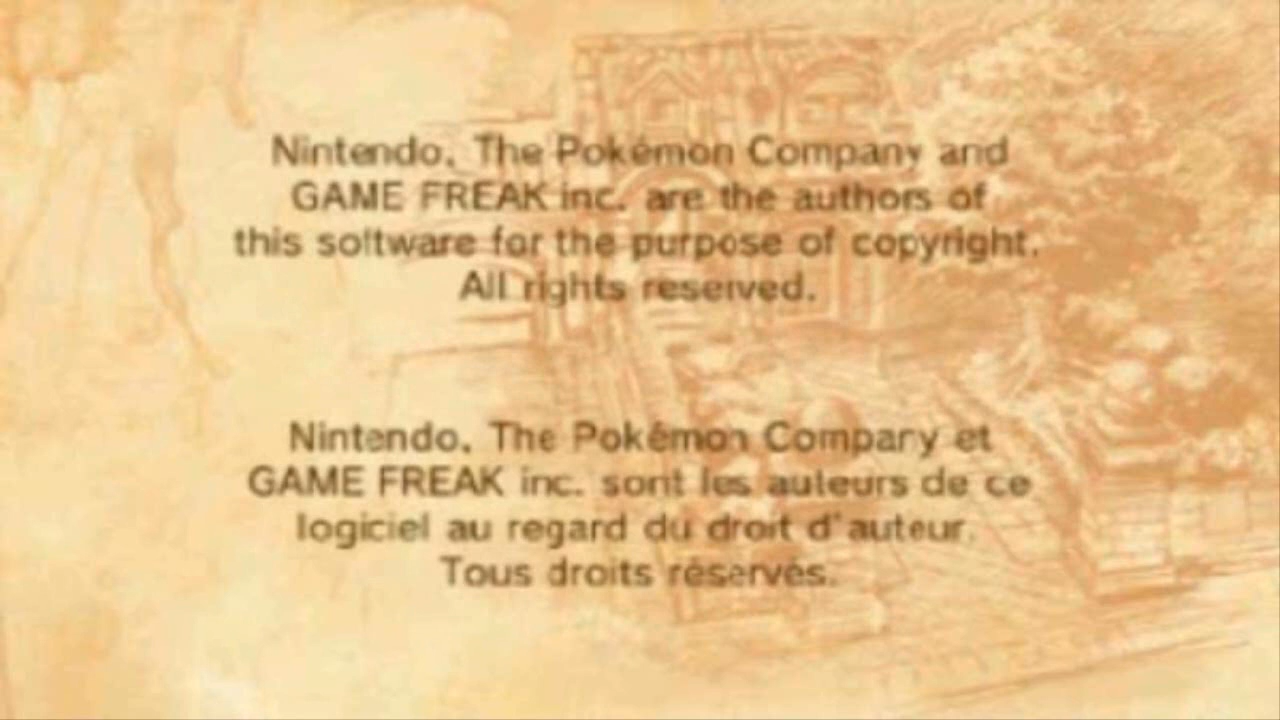 Nintendo, The Pokémon Company and
GAME FREAK inc. are the authors of
this software for the purpose of copyright.
All rights reserved.
Nintendo, The Pokémon Company et
GAME FREAK inc. sont les auteurs de ce
logiciel au regard du droit d'auteur.
Tous droits réservés.